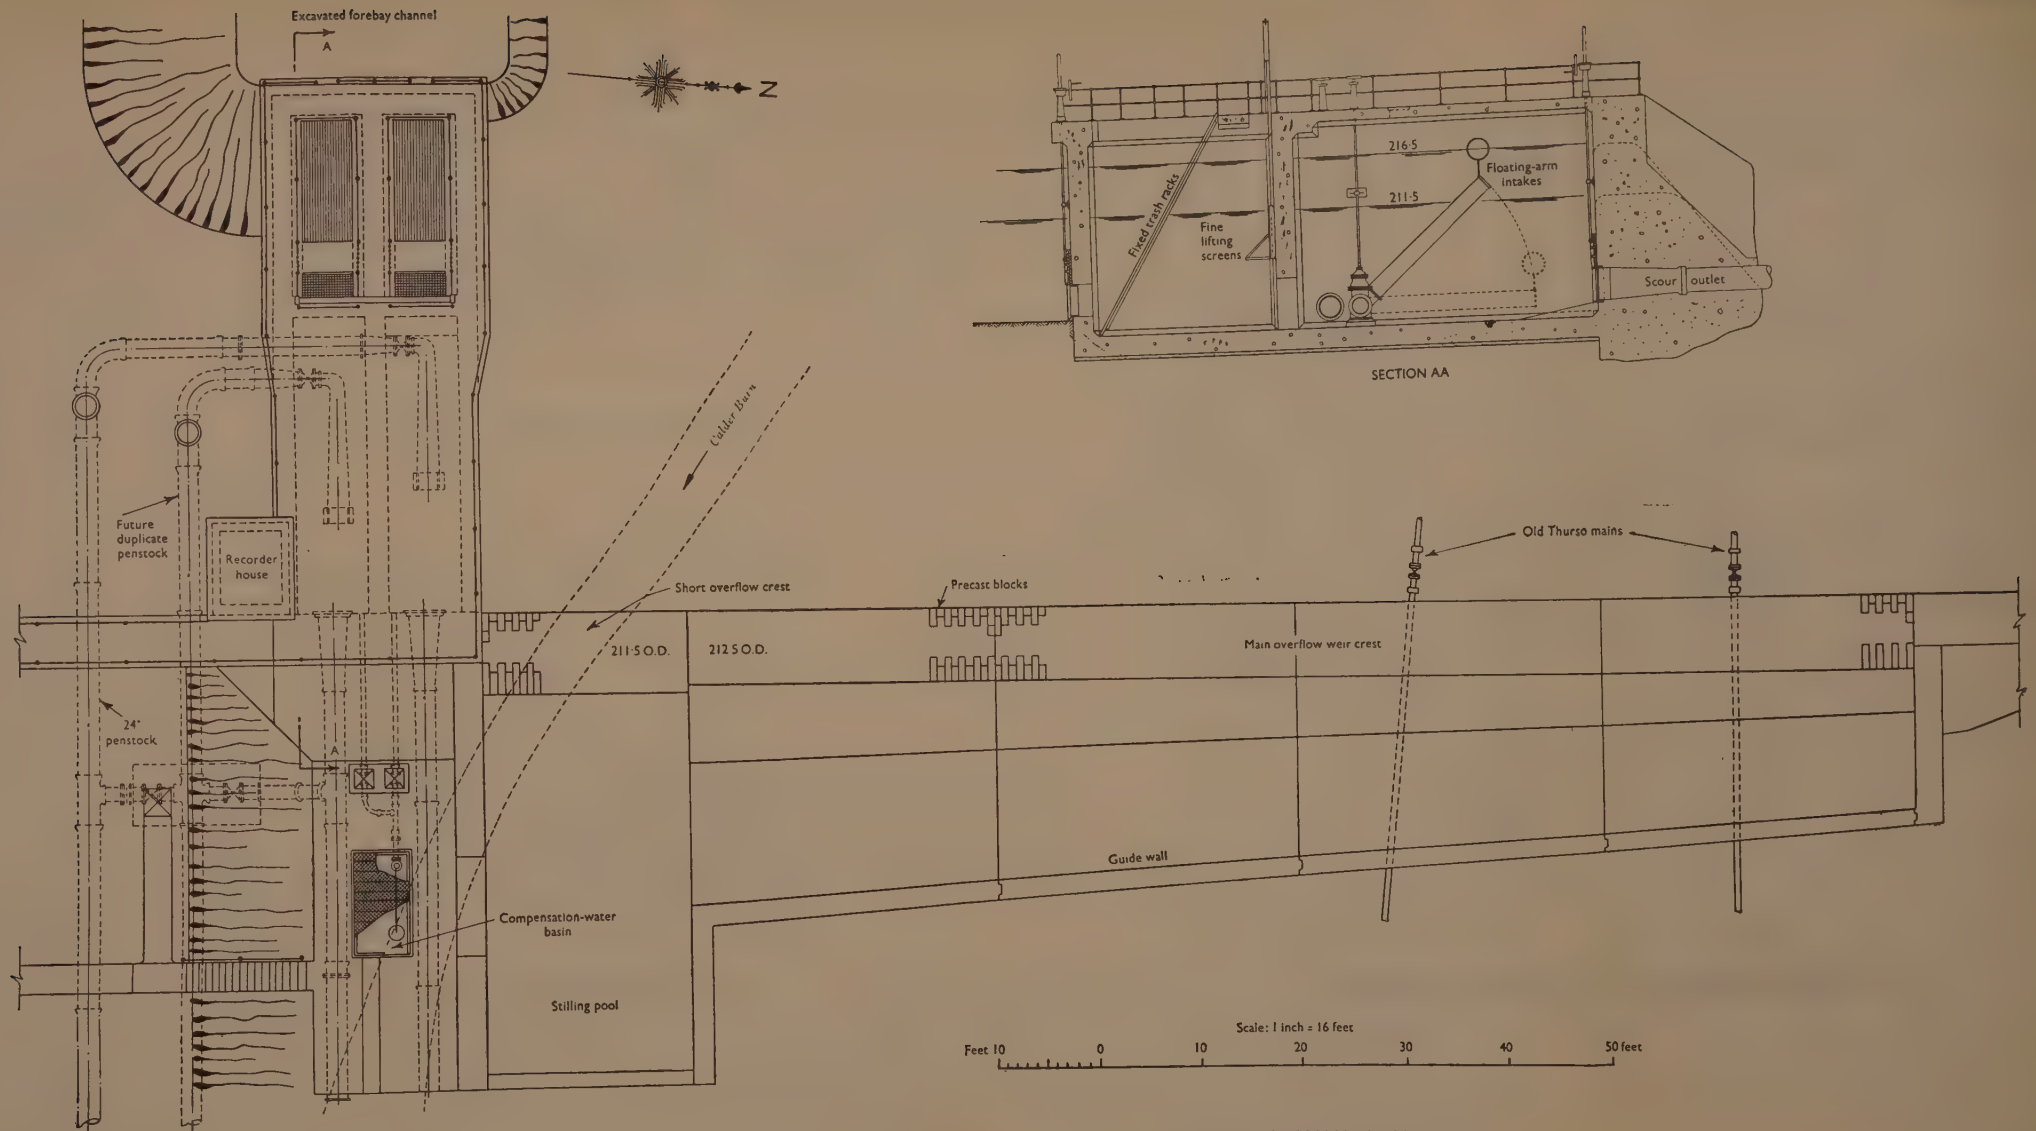 Excavated forebay channel
A
N
216·5
211·5
Fixed trash racks
Fine
lifting
screens
Floating-arm
intakes
Scour outlet
SECTION AA
Calder Burn
Future
duplicate
penstock
Recorder
house
Short overflow crest
Precast blocks
Old Thurso mains
211·5 O.D.
212 5 O.D.
Main overflow weir crest
24"
penstock
A
Guide wall
Compensation-water
basin
Stilling pool
Scale: 1 inch = 16 feet
Feet 10 0 10 20 30 40 50 feet